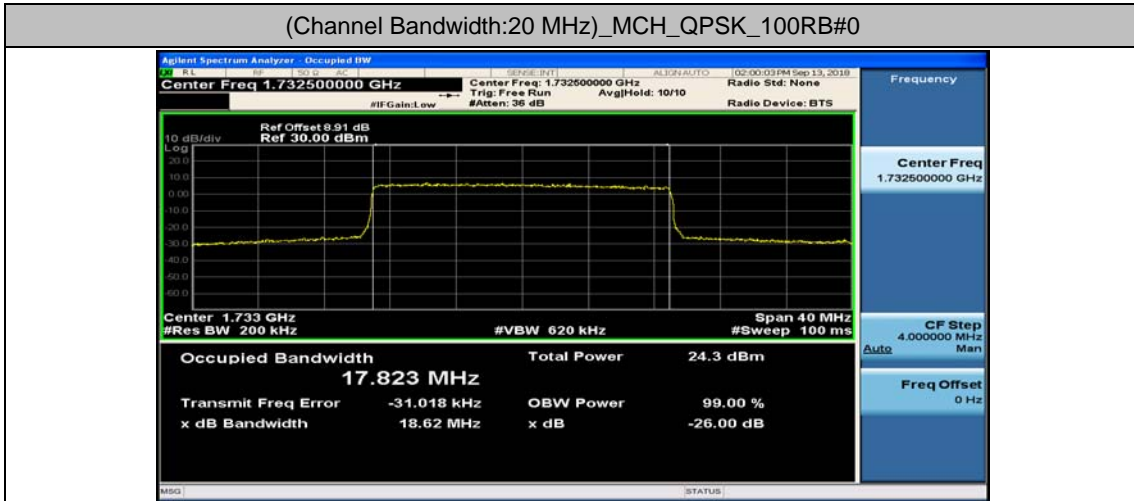 (Channel Bandwidth:20 MHz)_MCH_QPSK_100RB#0
Agilent Spectrum Analyzer - Occupied BW
RL RF 50 Ω AC SENSE:INT ALIGN AUTO 02:00:03 PM Sep 13, 2018
Center Freq 1.732500000 GHz
Center Freq: 1.732500000 GHz Radio Std: None
Trig: Free Run Avg|Hold: 10/10
#IFGain:Low #Atten: 36 dB Radio Device: BTS
Ref Offset 8.91 dB
10 dB/div Ref 30.00 dBm
Log
20.0
10.0
0.00
-10.0
-20.0
-30.0
-40.0
-50.0
-60.0
Center 1.733 GHz Span 40 MHz
#Res BW 200 kHz #VBW 620 kHz #Sweep 100 ms
Occupied Bandwidth Total Power 24.3 dBm
17.823 MHz
Transmit Freq Error -31.018 kHz OBW Power 99.00 %
x dB Bandwidth 18.62 MHz x dB -26.00 dB
MSG STATUS
Frequency
Center Freq
1.732500000 GHz
CF Step
4.000000 MHz
Auto Man
Freq Offset
0 Hz